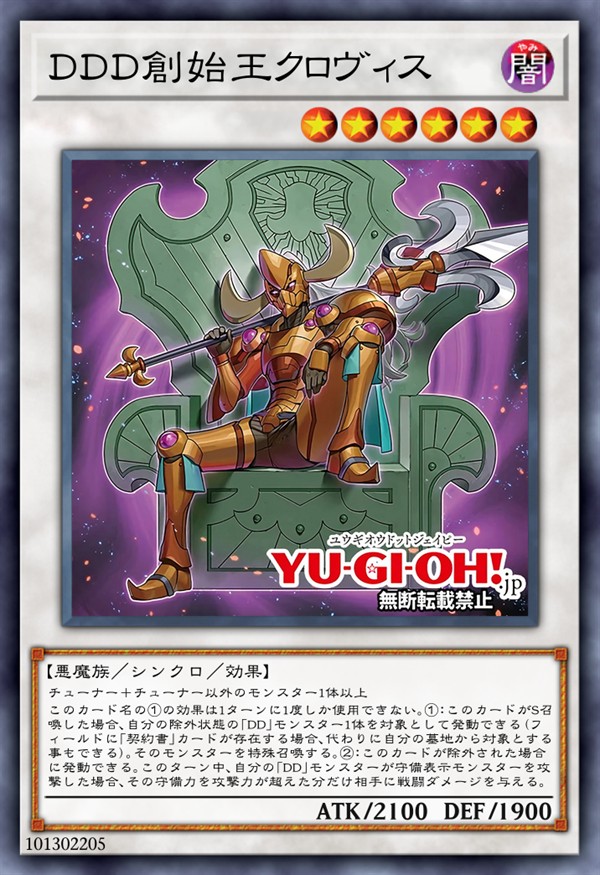 DDD創始王クロヴィス
やみ
闇
ユウギオウドットジェイピー
YU-GI-OH!.jp
無断転載禁止
【悪魔族／シンクロ／効果】
チューナー＋チューナー以外のモンスター1体以上
このカード名の①の効果は1ターンに1度しか使用できない。①：このカードがS召
喚した場合、自分の除外状態の「DD」モンスター1体を対象として発動できる（フ
ィールドに「契約書」カードが存在する場合、代わりに自分の墓地から対象とする
事もできる）。そのモンスターを特殊召喚する。②：このカードが除外された場合
に発動できる。このターン中、自分の「DD」モンスターが守備表示モンスターを攻
撃した場合、その守備力を攻撃力が超えた分だけ相手に戦闘ダメージを与える。
ATK/2100 DEF/1900
101302205